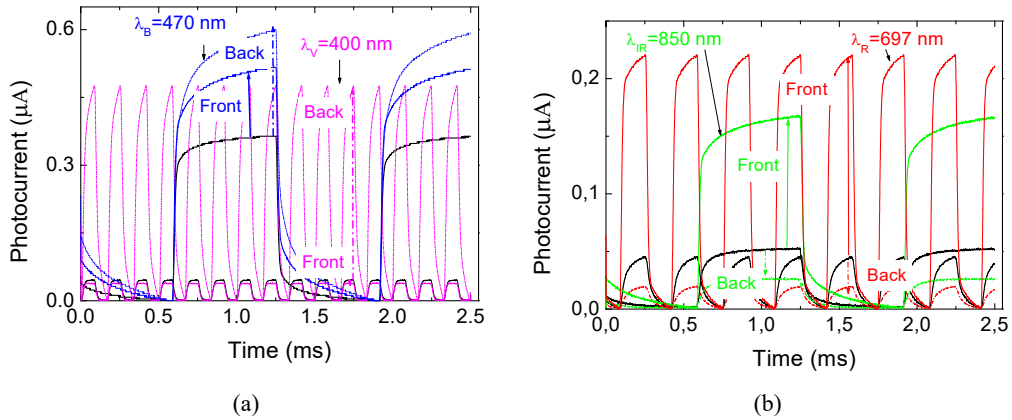 λB=470 nm
λV=400 nm
Back
Front
Back
Front
Photocurrent (μA)
0.6
0.3
0.0
0.0 0.5 1.0 1.5 2.0 2.5
Time (ms)
(a)
λIR=850 nm
λR=697 nm
Front
Front
Back
Back
Photocurrent (μA)
0,2
0,1
0,0
0,0 0,5 1,0 1,5 2,0 2,5
Time (ms)
(b)